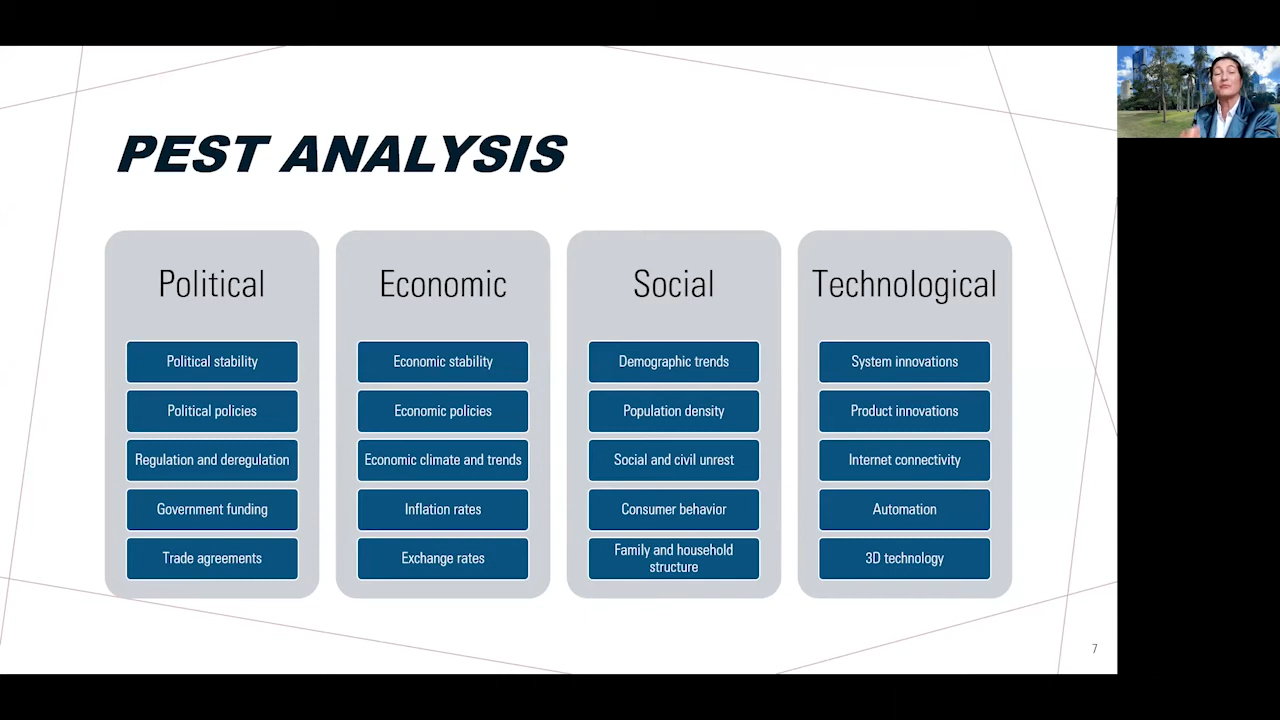 PEST ANALYSIS
Political
Political stability
Political policies
Regulation and deregulation
Government funding
Trade agreements
Economic
Economic stability
Economic policies
Economic climate and trends
Inflation rates
Exchange rates
Social
Demographic trends
Population density
Social and civil unrest
Consumer behavior
Family and household
structure
Technological
System innovations
Product innovations
Internet connectivity
Automation
3D technology
7